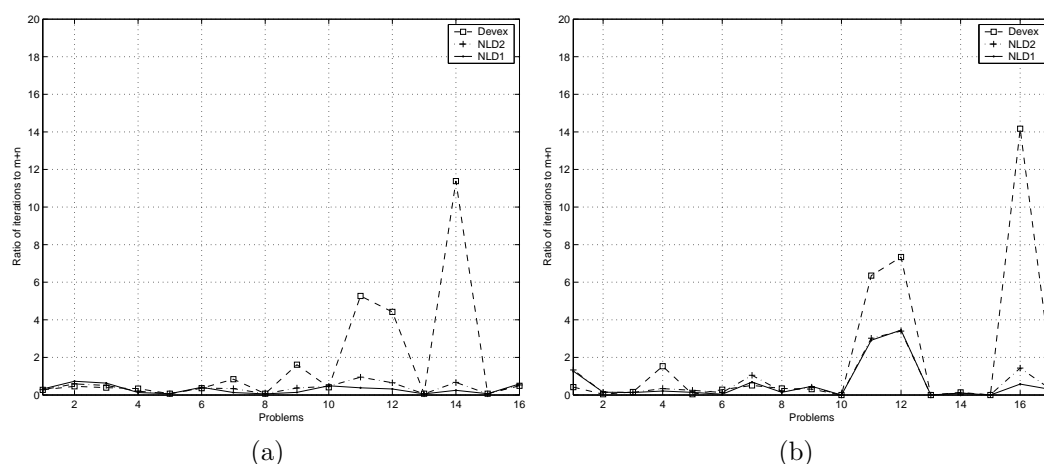 20
18
16
14
12
10
8
6
4
2
0
Ratio of iterations to m+n
2 4 6 8 10 12 14 16
Problems
Devex
NLD2
NLD1
(a)
20
18
16
14
12
10
8
6
4
2
0
Ratio of iterations to m+n
2 4 6 8 10 12 14 16
Problems
Devex
NLD2
NLD1
(b)